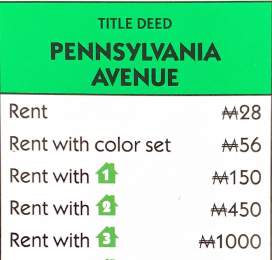 TITLE DEED
PENNSYLVANIA
AVENUE
Rent ₩28
Rent with color set ₩56
Rent with 1 ₩150
Rent with 2 ₩450
Rent with 3 ₩1000